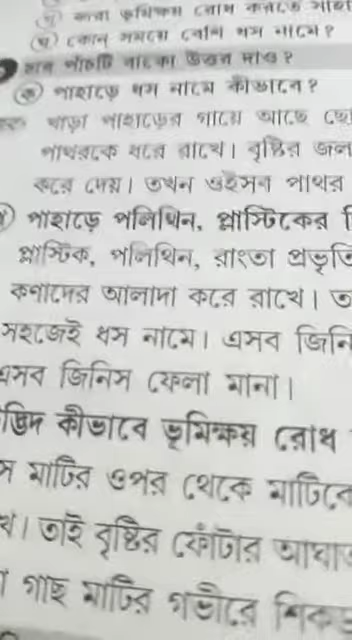 কোন সময়ে বেশি ধস নামে?
পাঁচটি বাক্যে উত্তর দাও?
(ক) পাহাড়ে ধস নামে কীভাবে?
খাড়া পাহাড়ের গায়ে আছে ছো
পাথরকে ধরে রাখে। বৃষ্টির জল
করে দেয়। তখন ওইসব পাথর
) পাহাড়ে পলিথিন, প্লাস্টিকের
প্লাস্টিক, পলিথিন, রাংতা প্রভৃতি
কণাদের আলাদা করে রাখে। ত
সহজেই ধস নামে। এসব জিনি
এসব জিনিস ফেলা মানা।
দ্ভিদ কীভাবে ভূমিক্ষয় রোধ
স মাটির ওপর থেকে মাটিকে
খ। তাই বৃষ্টির ফোঁটার আঘাত
গাছ মাটির গভীরে শিকড়